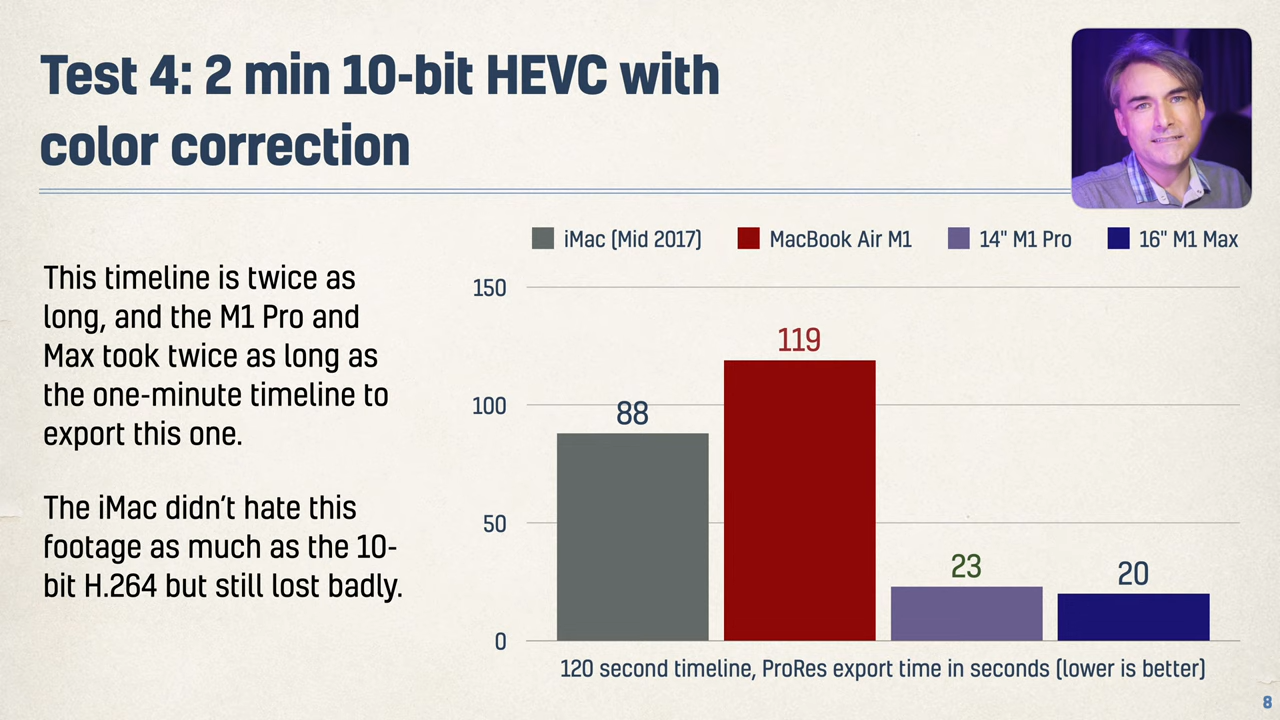 Test 4: 2 min 10-bit HEVC with
color correction
This timeline is twice as
long, and the M1 Pro and
Max took twice as long as
the one-minute timeline to
export this one.
The iMac didn’t hate this
footage as much as the 10-
bit H.264 but still lost badly.
iMac (Mid 2017) MacBook Air M1 14" M1 Pro 16" M1 Max
150
119
100
88
50
23
20
0
120 second timeline, ProRes export time in seconds (lower is better)
8